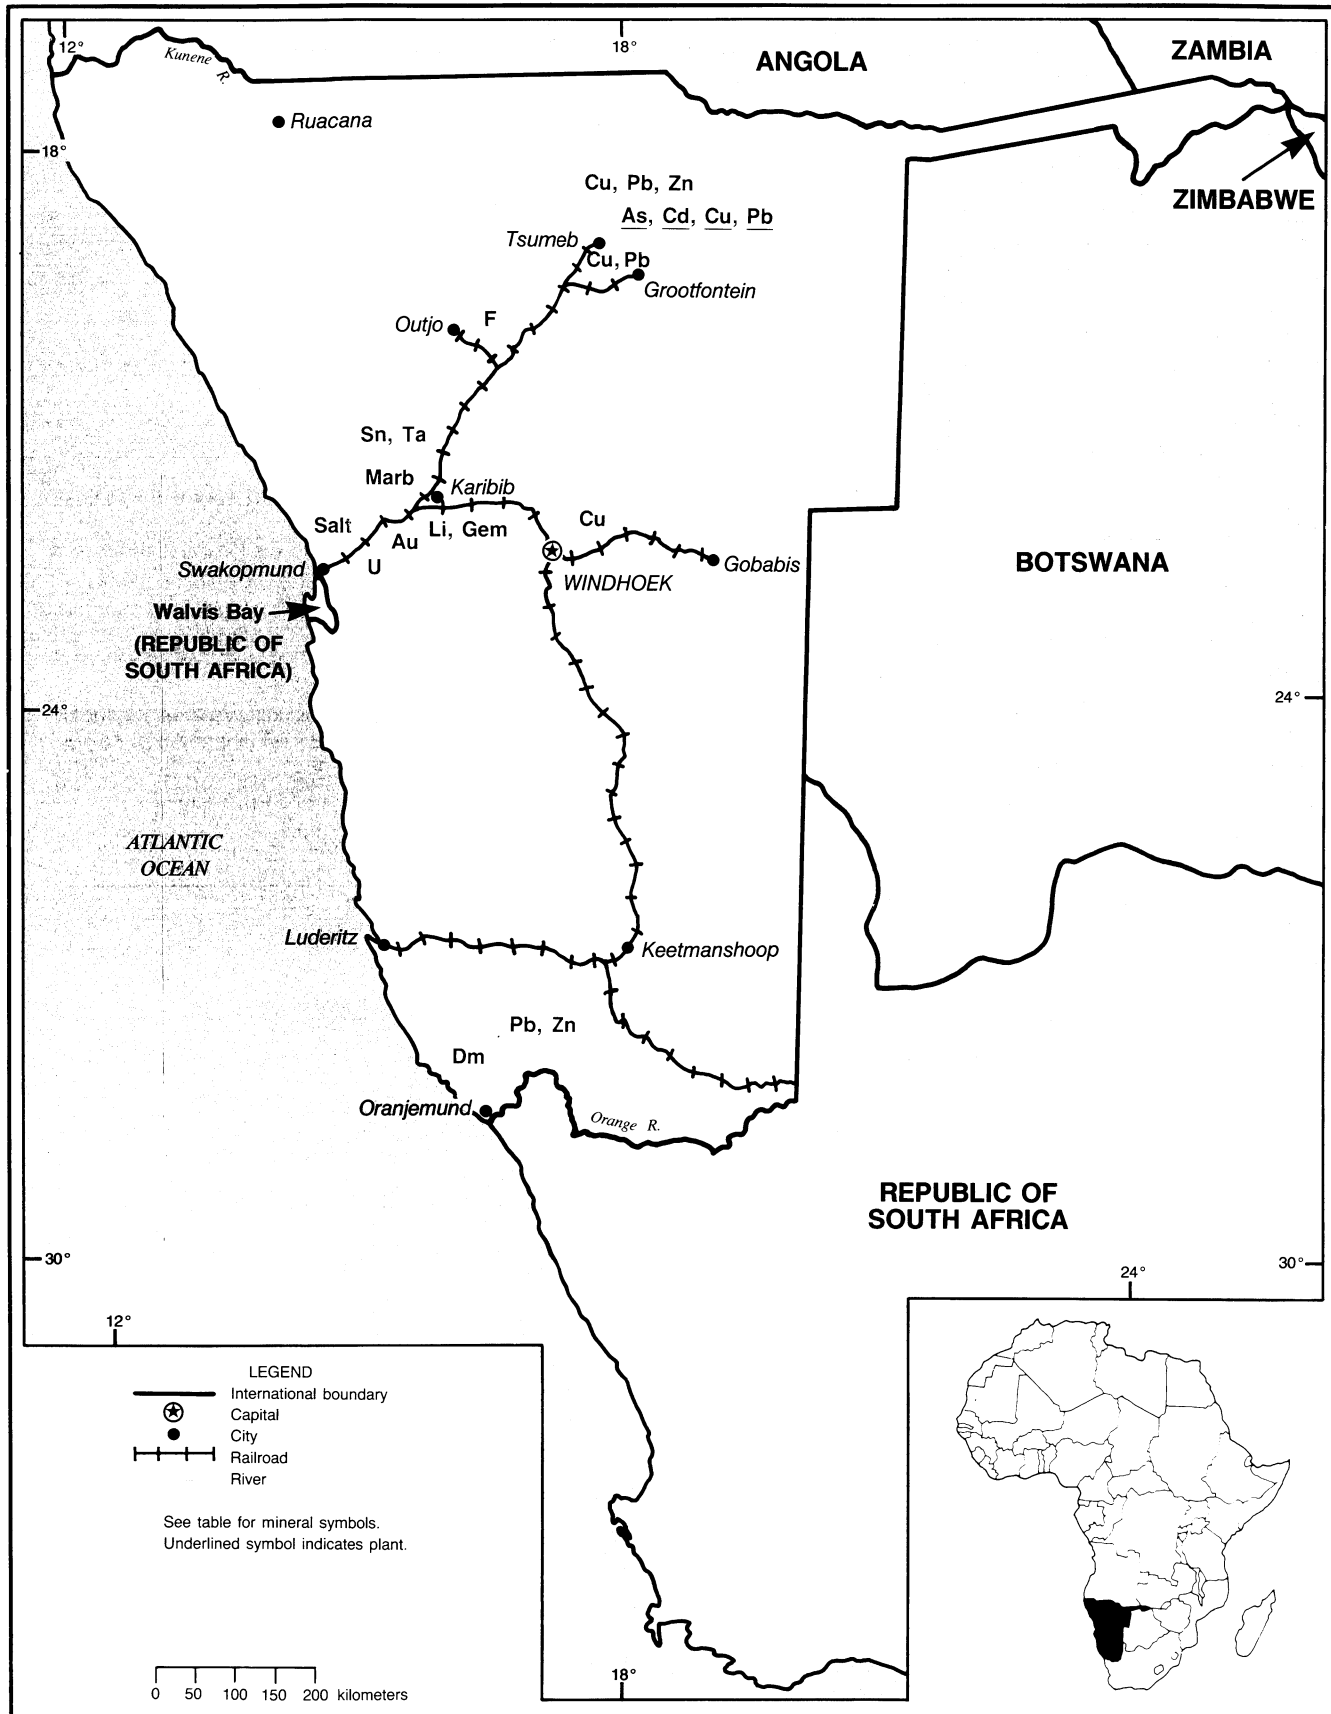 12°
18°
Kunene R.
ANGOLA
ZAMBIA
Ruacana
18°
ZIMBABWE
Cu, Pb, Zn
As, Cd, Cu, Pb
Tsumeb
Cu, Pb
Grootfontein
Outjo
F
Sn, Ta
Marb
Karibib
Salt
Au
Li, Gem
Cu
U
Swakopmund
Gobabis
BOTSWANA
WINDHOEK
Walvis Bay
(REPUBLIC OF
SOUTH AFRICA)
24°
24°
ATLANTIC
OCEAN
Luderitz
Keetmanshoop
Pb, Zn
Dm
Oranjemund
Orange R.
REPUBLIC OF
SOUTH AFRICA
30°
30°
24°
12°
LEGEND
International boundary
Capital
City
Railroad
River
See table for mineral symbols.
Underlined symbol indicates plant.
18°
0 50 100 150 200 kilometers